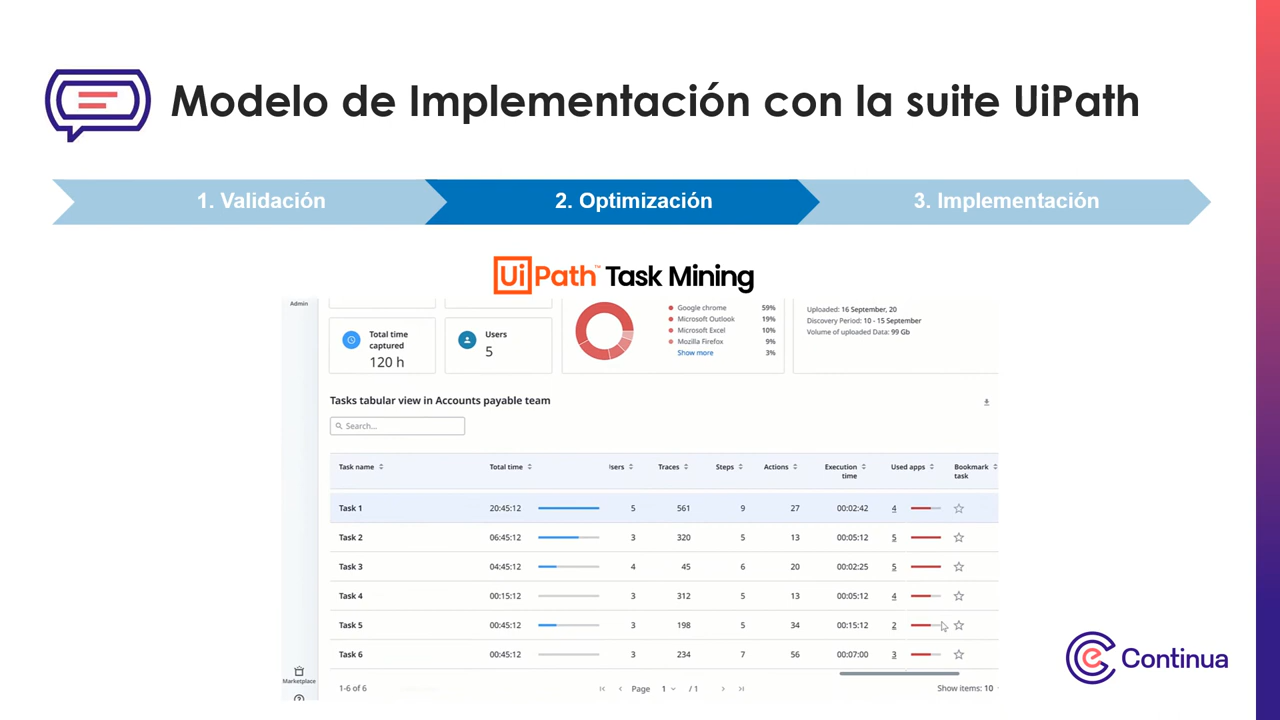 Modelo de Implementación con la suite UiPath
1. Validación
2. Optimización
3. Implementación
UiPath™ Task Mining
Admin
Total time captured
120 h
Users
5
Google chrome 59%
Microsoft Outlook 19%
Microsoft Excel 10%
Mozilla Firefox 9%
Show more 3%
Uploaded: 16 September, 20
Discovery Period: 10 - 15 September
Volume of uploaded Data: 99 Gb
Tasks tabular view in Accounts payable team
Search...
Task name Total time sers Traces Steps Actions Execution time Used apps Bookmark task
Task 1 20:45:12 5 561 9 27 00:02:42 4
Task 2 06:45:12 3 320 5 13 00:05:12 5
Task 3 04:45:12 4 45 6 20 00:02:25 5
Task 4 00:15:12 3 312 5 13 00:05:12 4
Task 5 00:45:12 3 198 5 34 00:15:12 2
Task 6 00:45:12 3 234 7 56 00:07:00 3
Marketplace
1-6 of 6 Page 1 / 1 Show items: 10
Continua